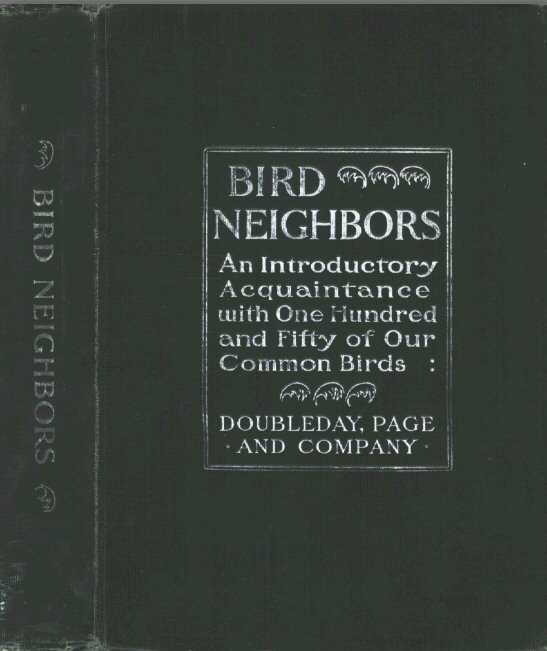 BIRD NEIGHBORS
BIRD
NEIGHBORS
An Introductory
Acquaintance
with One Hundred
and Fifty of Our
Common Birds :
DOUBLEDAY, PAGE
· AND COMPANY ·